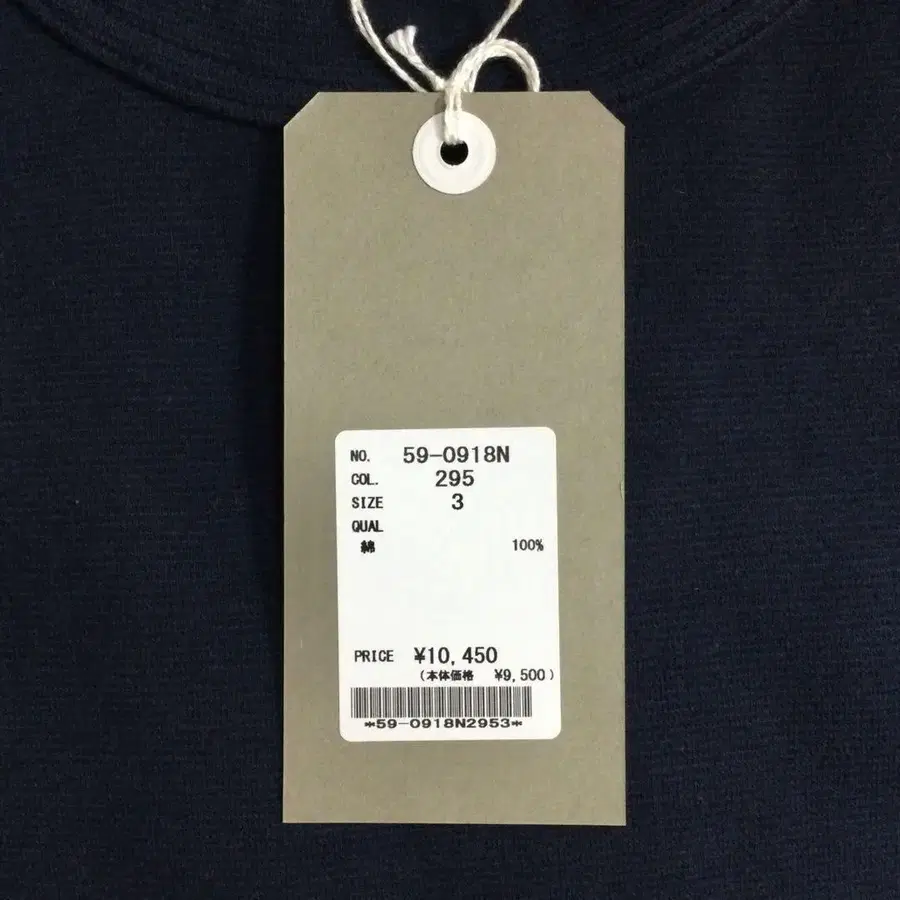 NO. 59-0918N
COL. 295
SIZE 3
QUAL
綿 100%
PRICE ¥10,450
(本体価格 ¥9,500)
*59-0918N2953*